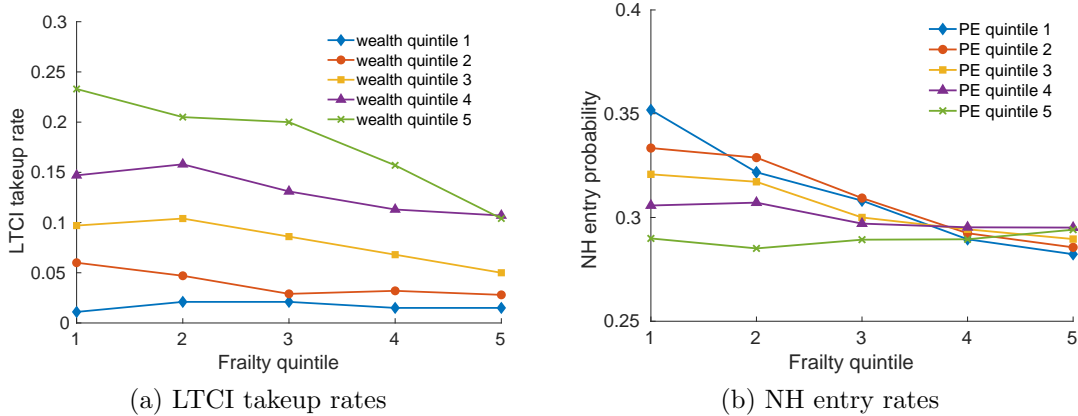 0.3
0.25
0.2
0.15
0.1
0.05
0
LTCI takeup rate
wealth quintile 1
wealth quintile 2
wealth quintile 3
wealth quintile 4
wealth quintile 5
1 2 3 4 5
Frailty quintile
(a) LTCI takeup rates
0.4
0.35
0.3
0.25
NH entry probability
PE quintile 1
PE quintile 2
PE quintile 3
PE quintile 4
PE quintile 5
1 2 3 4 5
Frailty quintile
(b) NH entry rates